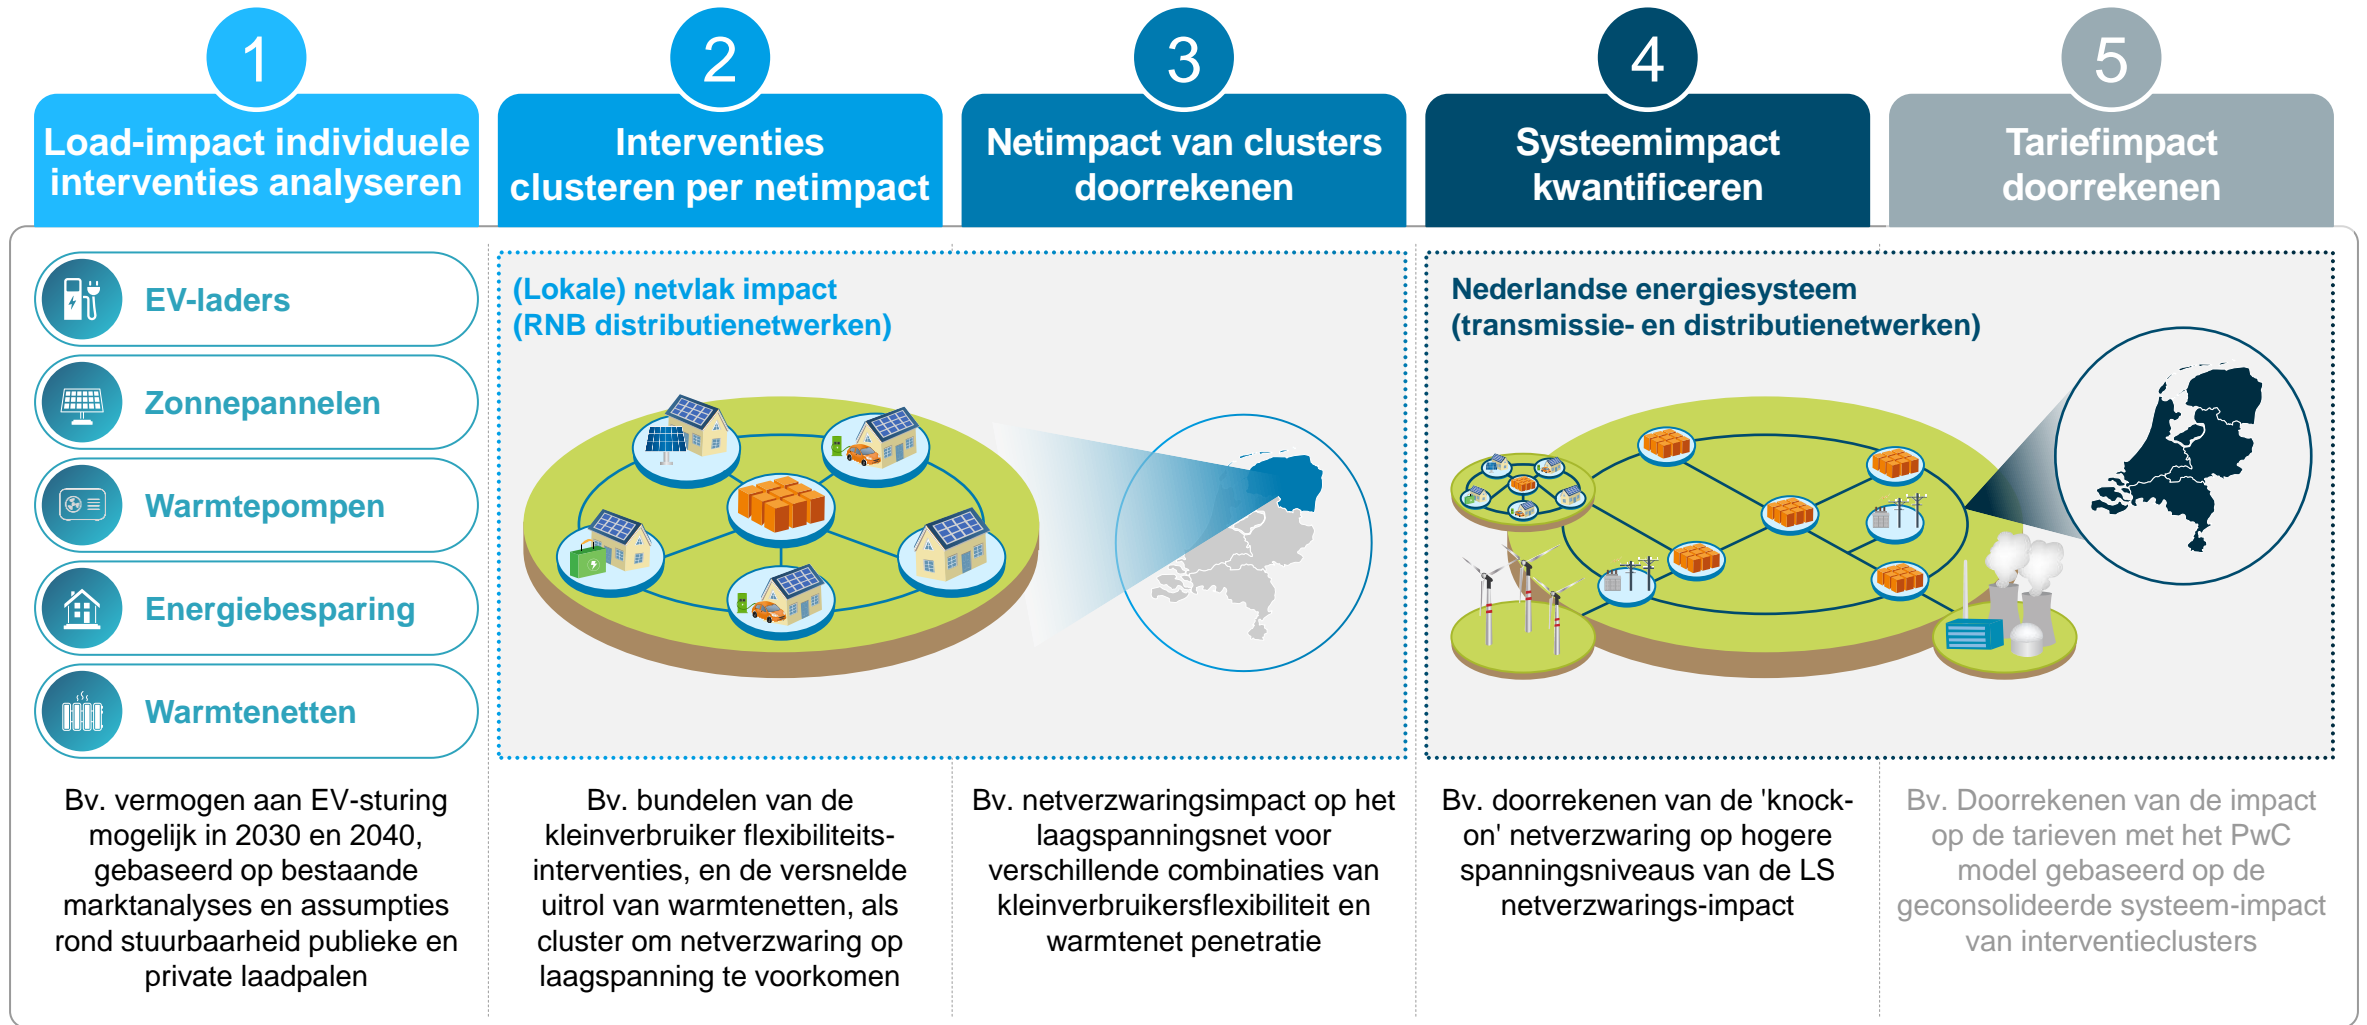 1
Load-impact individuele
interventies analyseren
2
Interventies
clusteren per netimpact
3
Netimpact van clusters
doorrekenen
4
Systeemimpact
kwantificeren
5
Tariefimpact
doorrekenen
EV-laders
Zonnepannelen
Warmtepompen
Energiebesparing
Warmtenetten
(Lokale) netvlak impact
(RNB distributienetwerken)
Nederlandse energiesysteem
(transmissie- en distributienetwerken)
Bv. vermogen aan EV-sturing
mogelijk in 2030 en 2040,
gebaseerd op bestaande
marktanalyses en assumpties
rond stuurbaarheid publieke en
private laadpalen
Bv. bundelen van de
kleinverbruiker flexibiliteits-
interventies, en de versnelde
uitrol van warmtenetten, als
cluster om netverzwaring op
laagspanning te voorkomen
Bv. netverzwaringsimpact op het
laagspanningsnet voor
verschillende combinaties van
kleinverbruikersflexibiliteit en
warmtenet penetratie
Bv. doorrekenen van de 'knock-
on' netverzwaring op hogere
spanningsniveaus van de LS
netverzwarings-impact
Bv. Doorrekenen van de impact
op de tarieven met het PwC
model gebaseerd op de
geconsolideerde systeem-impact
van interventieclusters